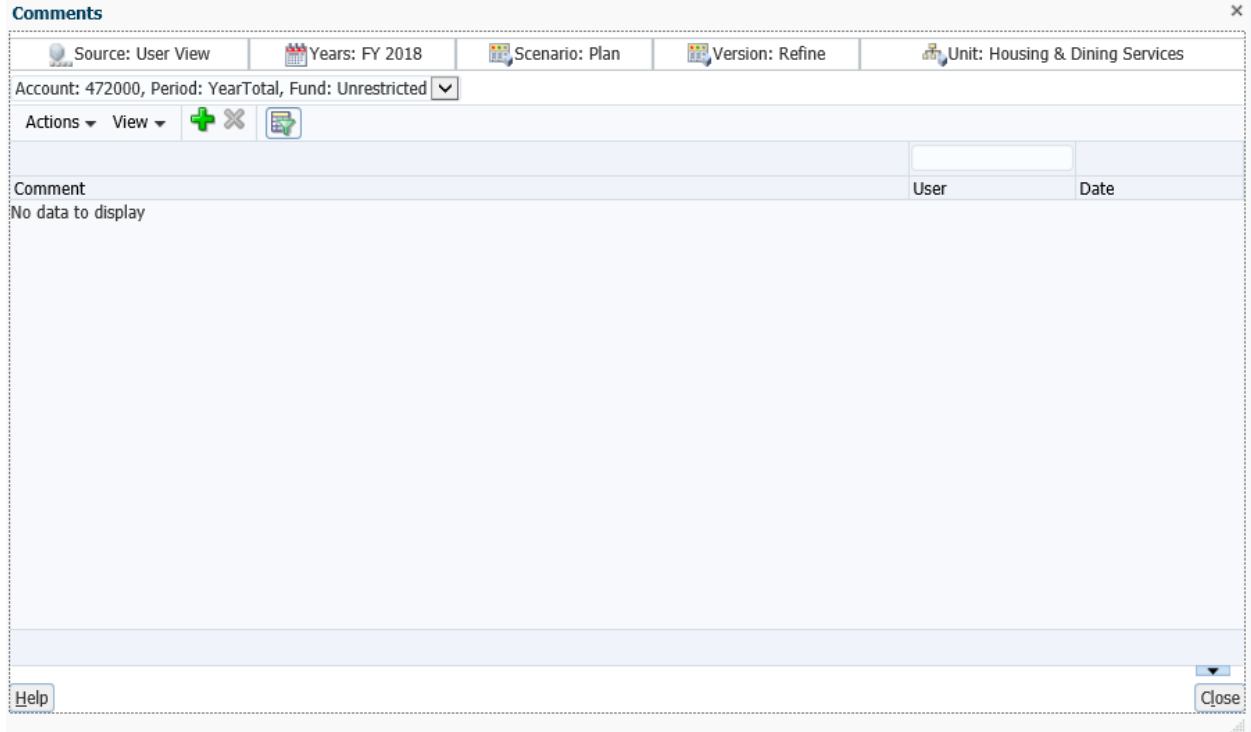 Comments
Source: User View Years: FY 2018 Scenario: Plan Version: Refine Unit: Housing & Dining Services
Account: 472000, Period: YearTotal, Fund: Unrestricted
Actions View
Comment User Date
No data to display
Help Close